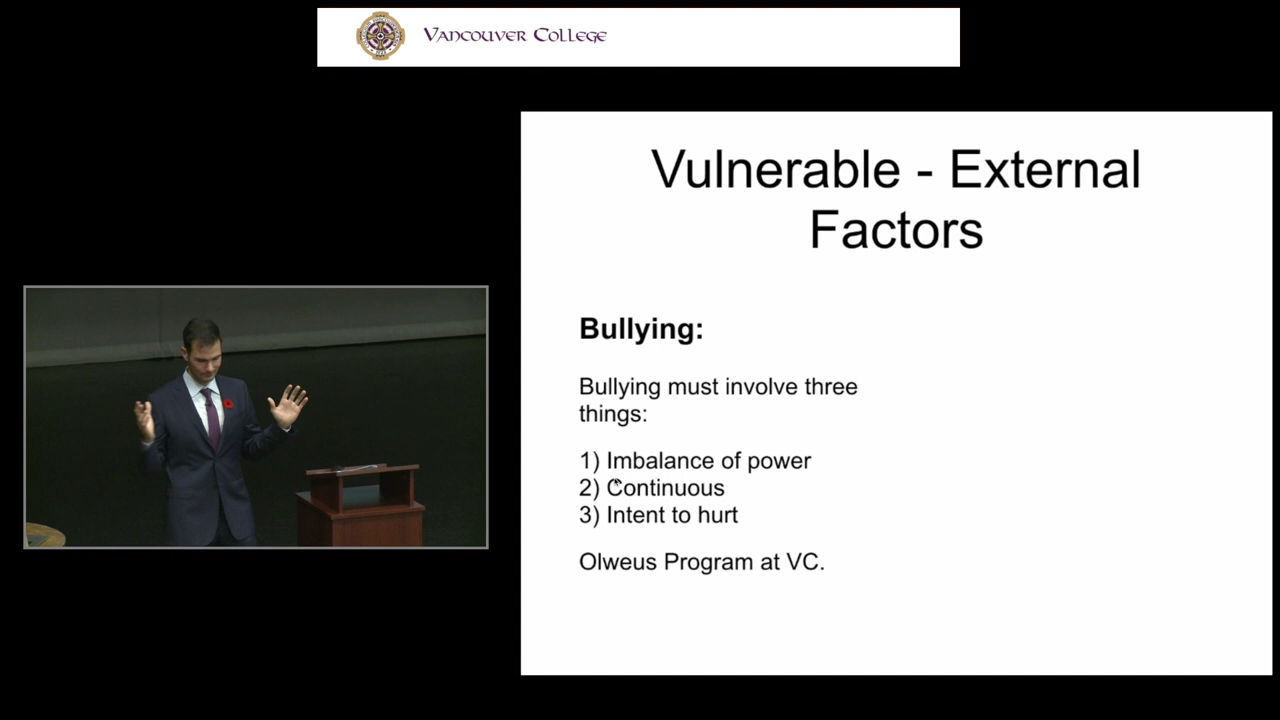 Vancouver College
Vulnerable - External
Factors
Bullying:
Bullying must involve three
things:
1) Imbalance of power
2) Continuous
3) Intent to hurt
Olweus Program at VC.